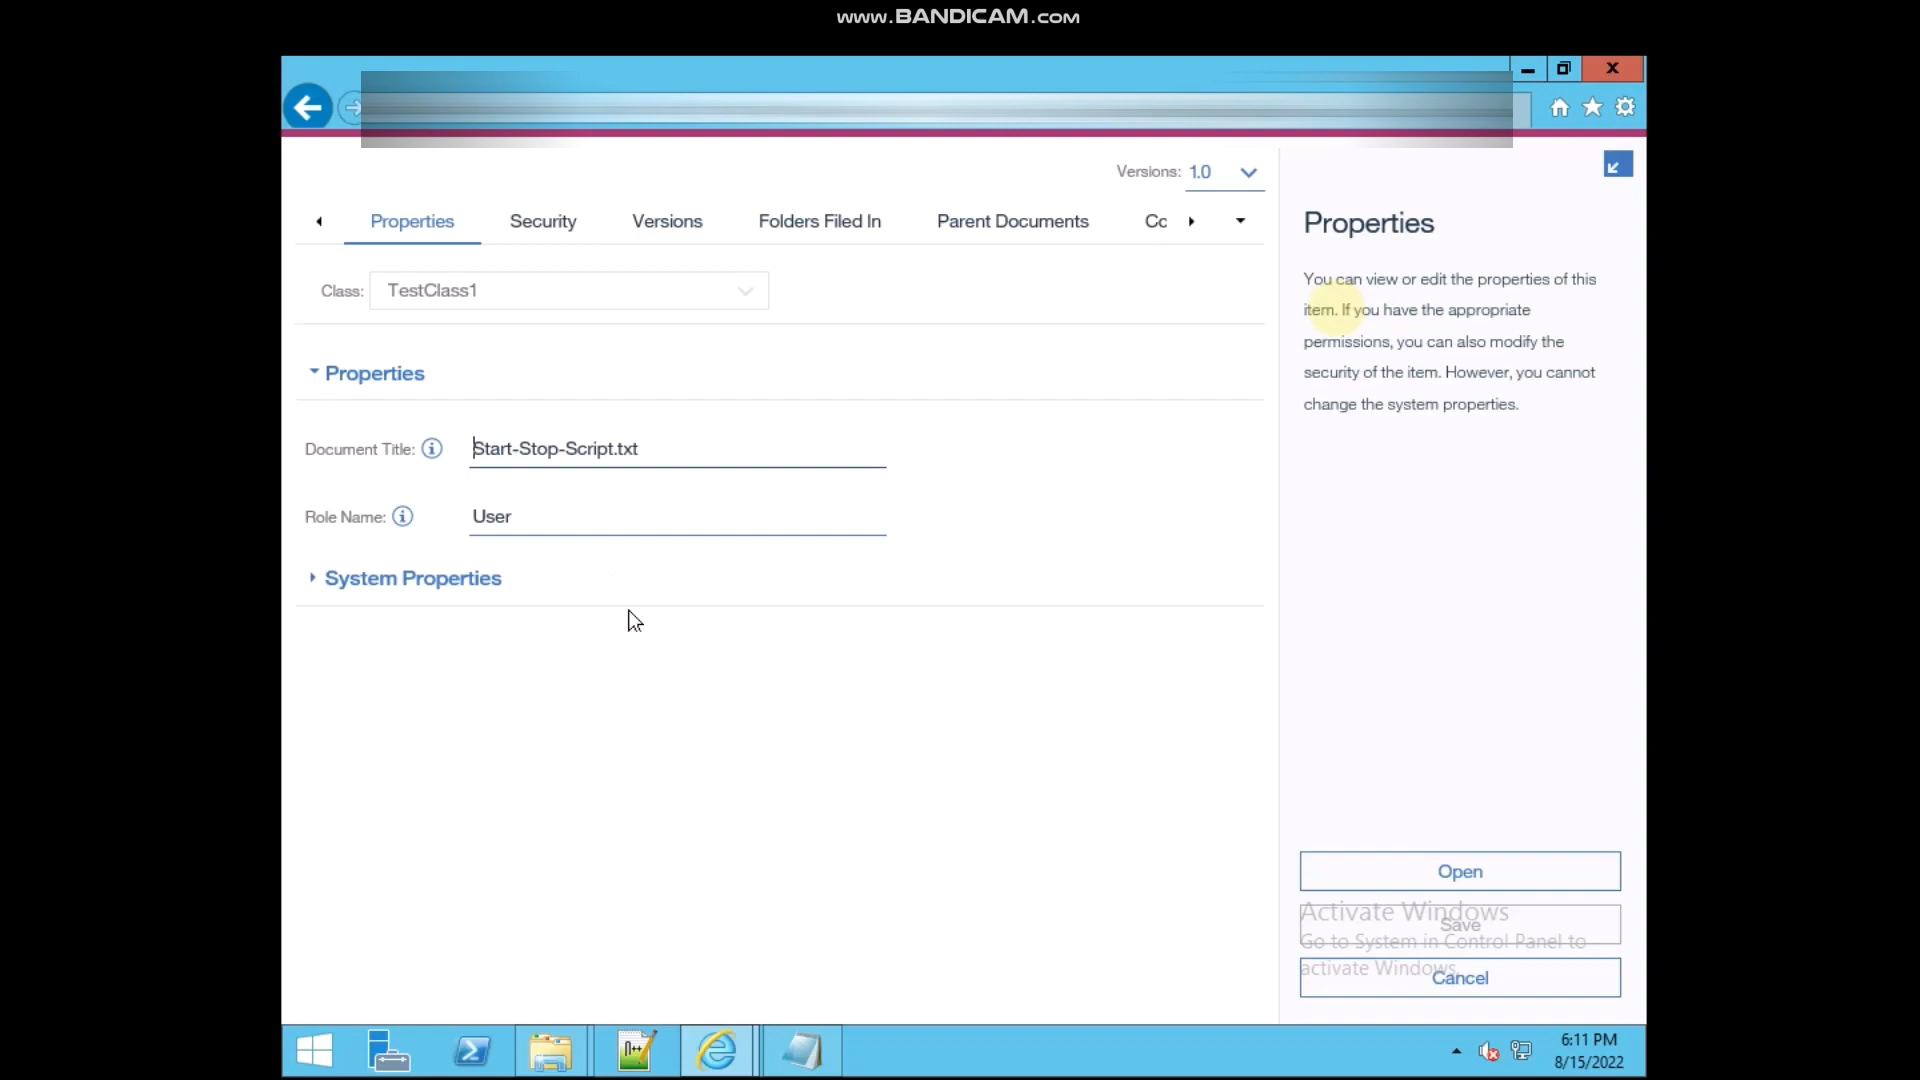 www.BANDICAM.com
X
Versions: 1.0
Properties Security Versions Folders Filed In Parent Documents Co
Class: TestClass1
Properties
Document Title: Start-Stop-Script.txt
Role Name: User
System Properties
Properties
You can view or edit the properties of this
item. If you have the appropriate
permissions, you can also modify the
security of the item. However, you cannot
change the system properties.
Open
Activate Windows
Save
Go to System in Control Panel to
activate Windows.
Cancel
6:11 PM
8/15/2022